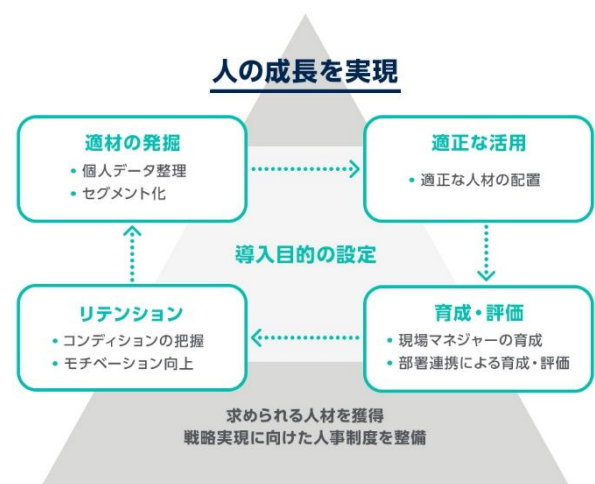 人の成長を実現
適材の発掘
• 個人データ整理
• セグメント化
適正な活用
• 適正な人材の配置
導入目的の設定
リテンション
• コンディションの把握
• モチベーション向上
育成・評価
• 現場マネジャーの育成
• 部署連携による育成・評価
求められる人材を獲得
戦略実現に向けた人事制度を整備